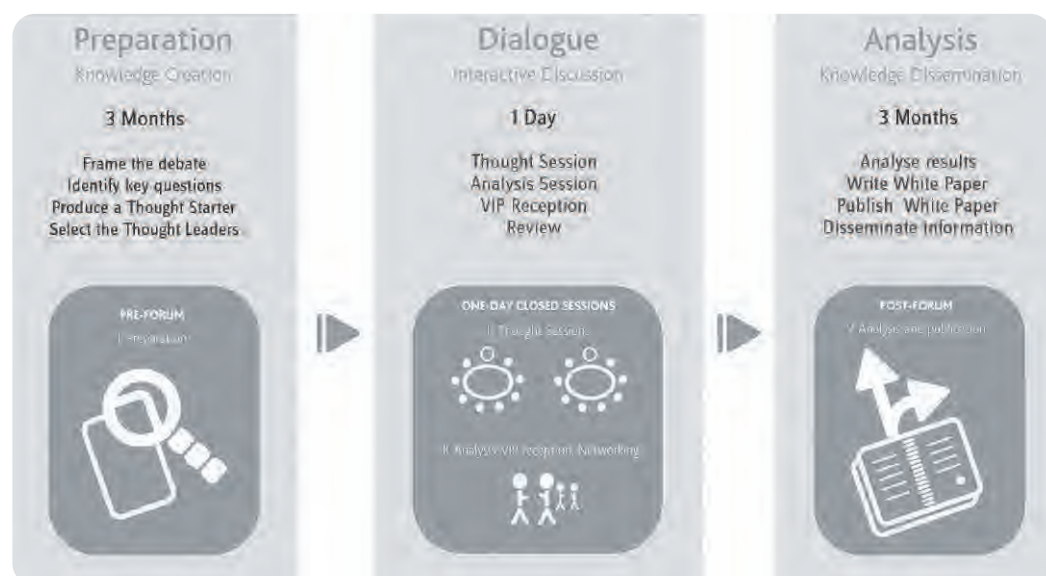 Preparation
Knowledge Creation
3 Months
Frame the debate
Identify key questions
Produce a Thought Starter
Select the Thought Leaders
PRE-FORUM
Preparation
Dialogue
Interactive Discussion
1 Day
Thought Session
Analysis Session
VIP Reception
Review
ONE-DAY CLOSED SESSIONS
Thought Session
Analysis VIP reception Networking
Analysis
Knowledge Dissemination
3 Months
Analyse results
Write White Paper
Publish White Paper
Disseminate Information
POST-FORUM
Analysis and publication